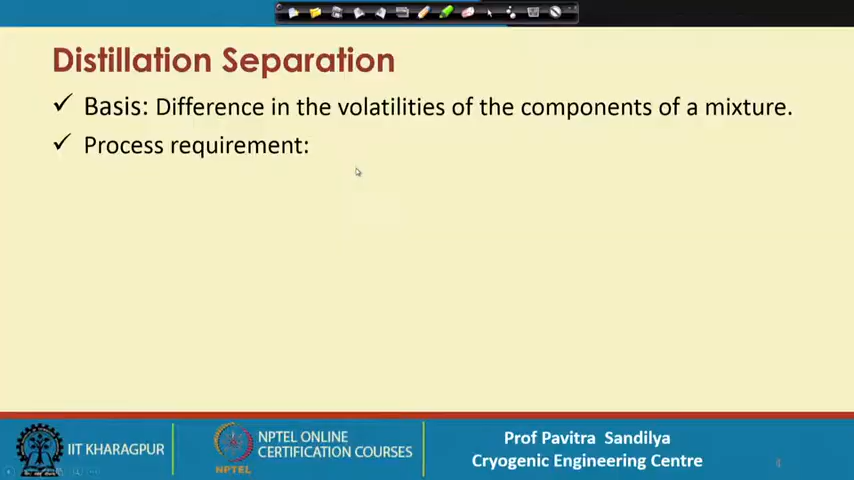 Distillation Separation
✓ Basis: Difference in the volatilities of the components of a mixture.
✓ Process requirement:
IIT KHARAGPUR
NPTEL
NPTEL ONLINE
CERTIFICATION COURSES
Prof Pavitra Sandilya
Cryogenic Engineering Centre